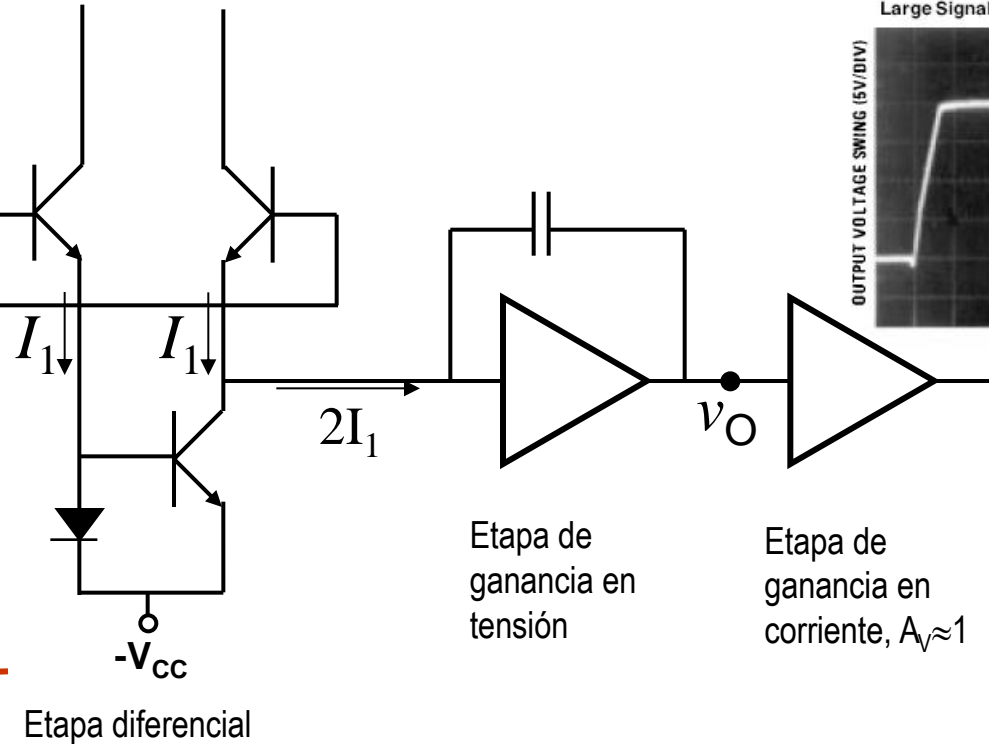 Large Signal
OUTPUT VOLTAGE SWING (5V/DIV)
I1
I1
2I1
vO
Etapa de
ganancia en
tensión
Etapa de
ganancia en
corriente, AV≈1
-VCC
Etapa diferencial